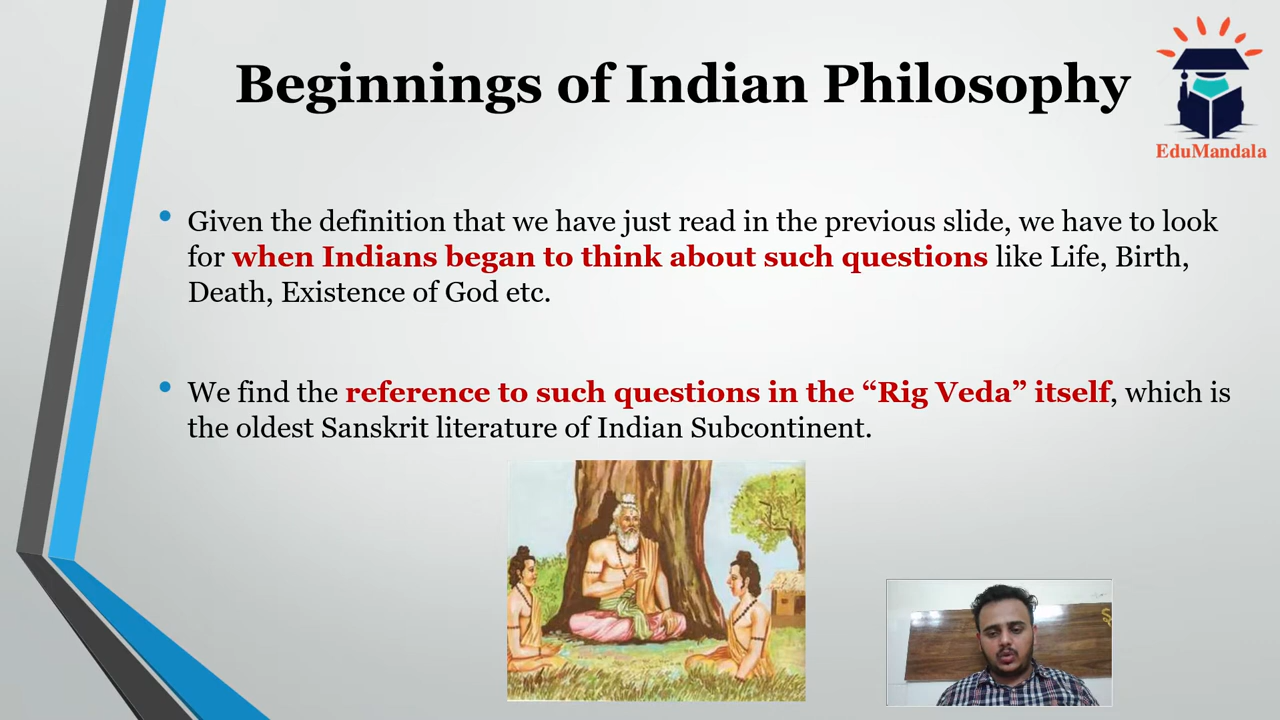 Beginnings of Indian Philosophy
EduMandala
Given the definition that we have just read in the previous slide, we have to look
for when Indians began to think about such questions like Life, Birth,
Death, Existence of God etc.
We find the reference to such questions in the “Rig Veda” itself, which is
the oldest Sanskrit literature of Indian Subcontinent.